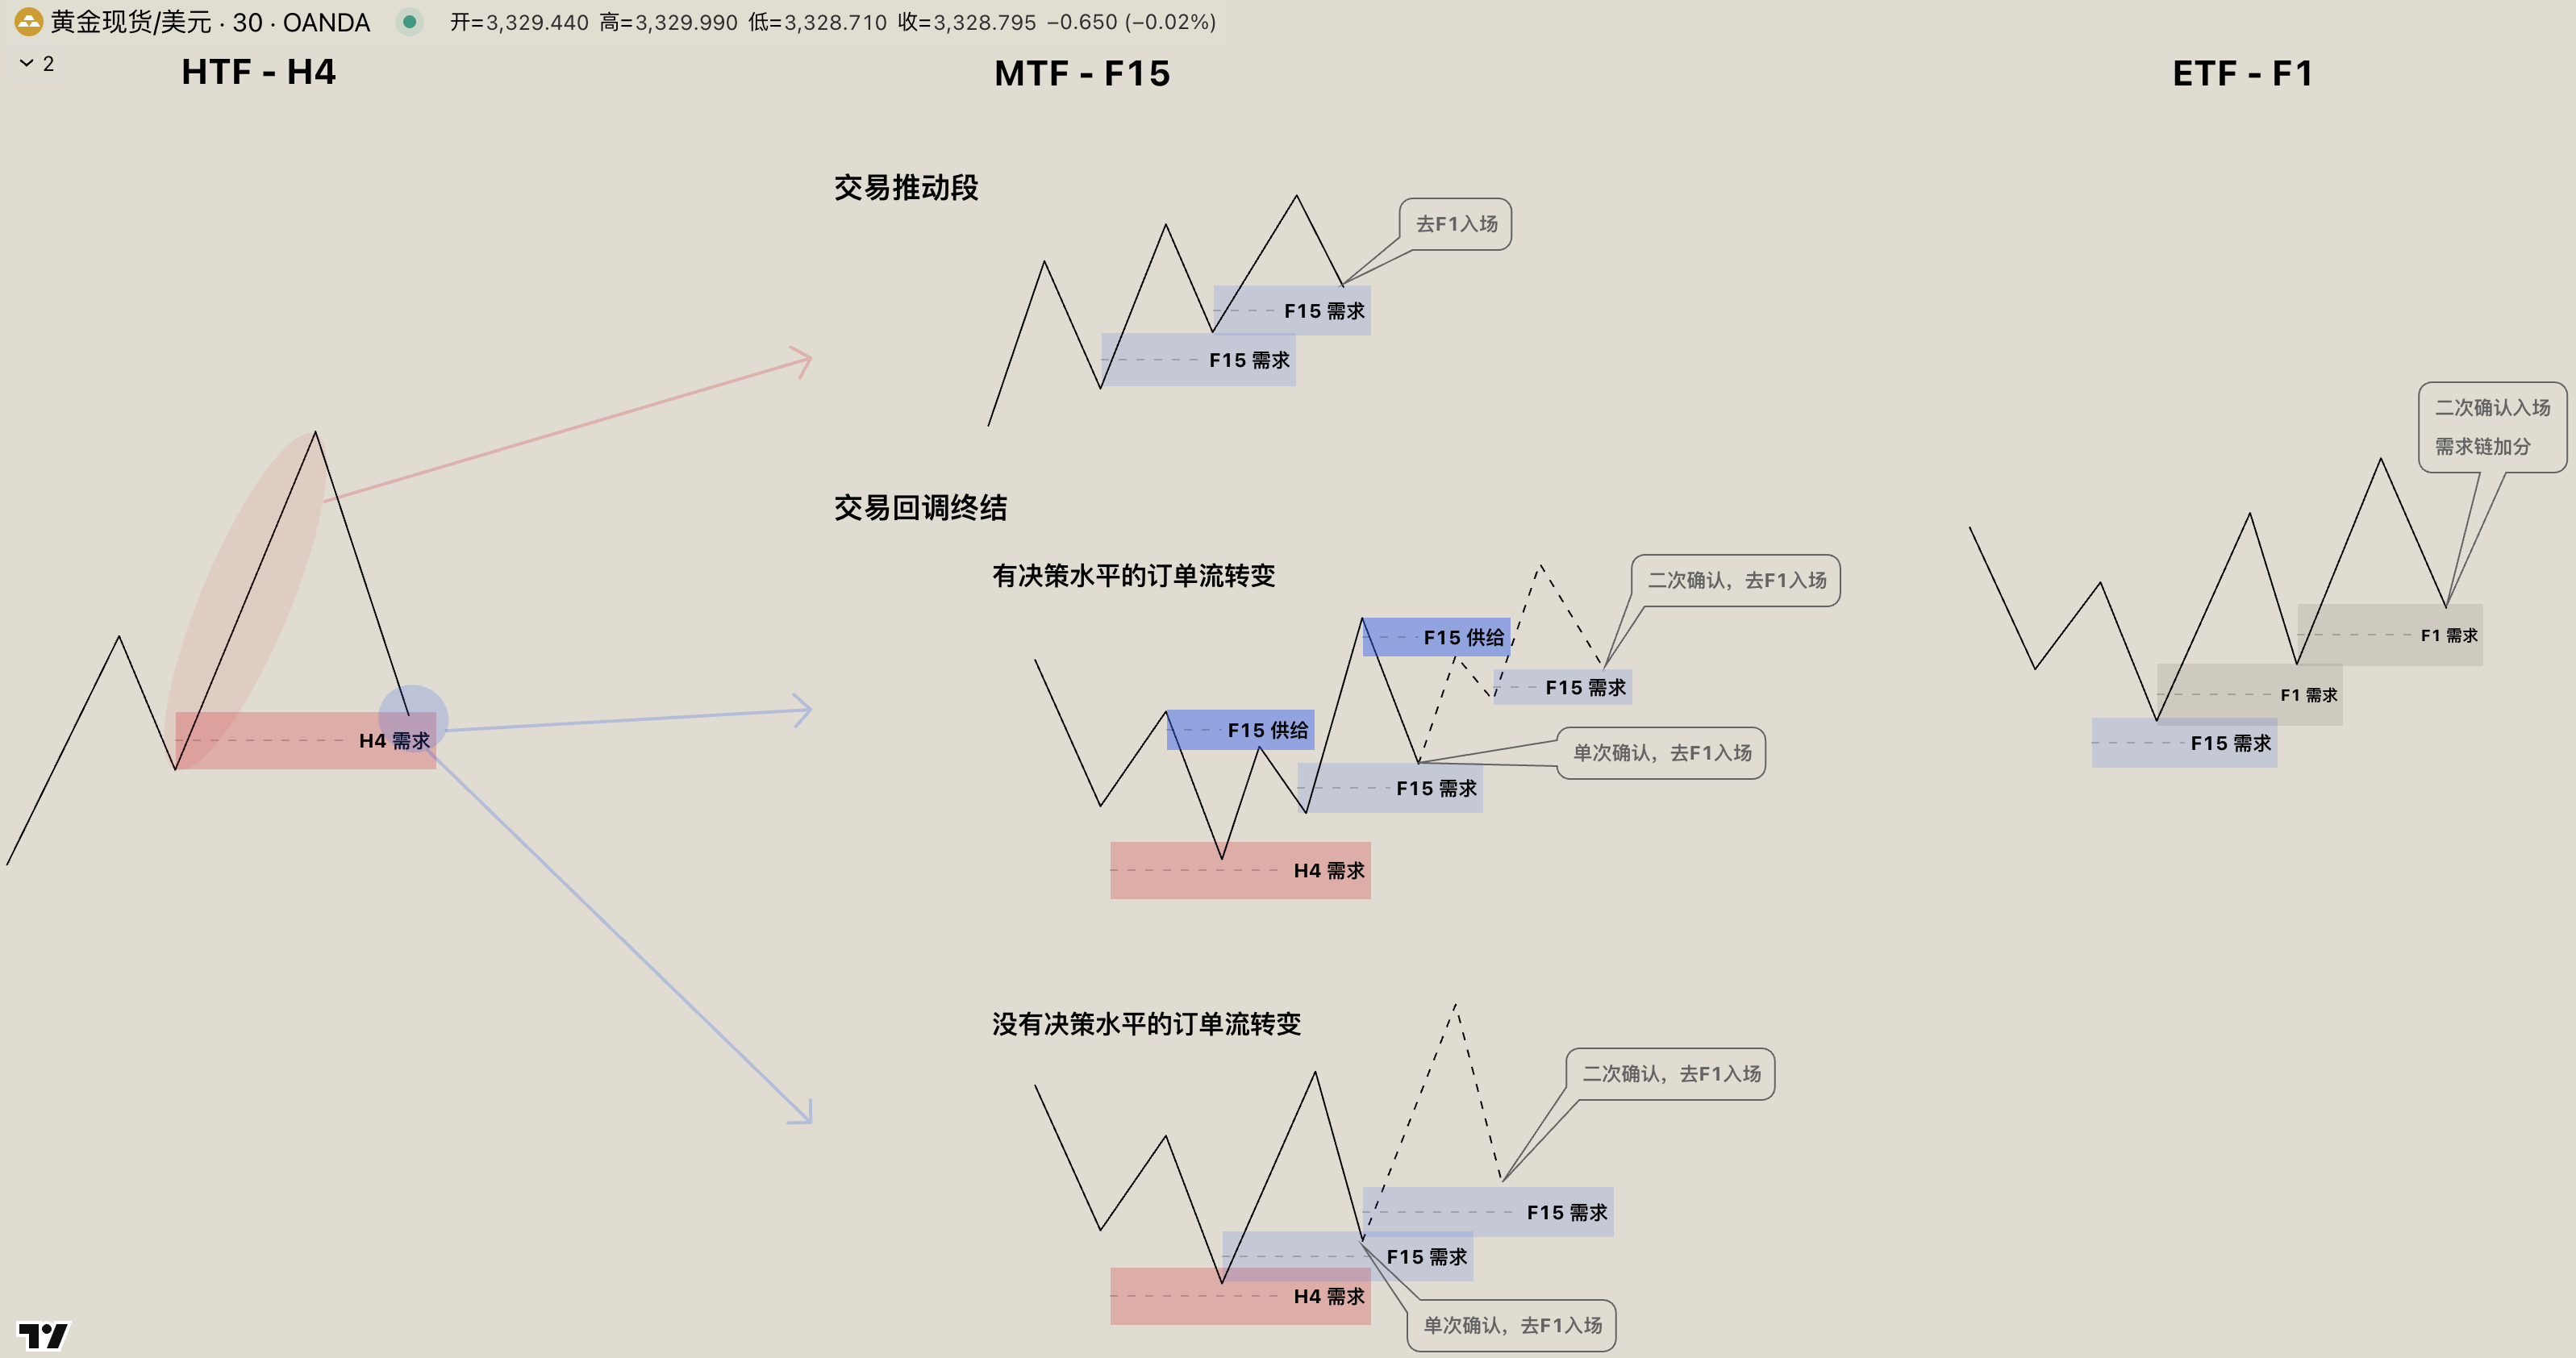 黄金现货/美元 · 30 · OANDA
开=3,329.440 高=3,329.990 低=3,328.710 收=3,328.795 −0.650 (−0.02%)
2
HTF - H4
MTF - F15
ETF - F1
交易推动段
去F1入场
F15 需求
F15 需求
二次确认入场
需求链加分
交易回调终结
有决策水平的订单流转变
二次确认，去F1入场
F15 供给
F1 需求
F15 需求
F1 需求
F15 供给
H4 需求
F15 需求
单次确认，去F1入场
F15 需求
H4 需求
没有决策水平的订单流转变
二次确认，去F1入场
F15 需求
F15 需求
H4 需求
单次确认，去F1入场